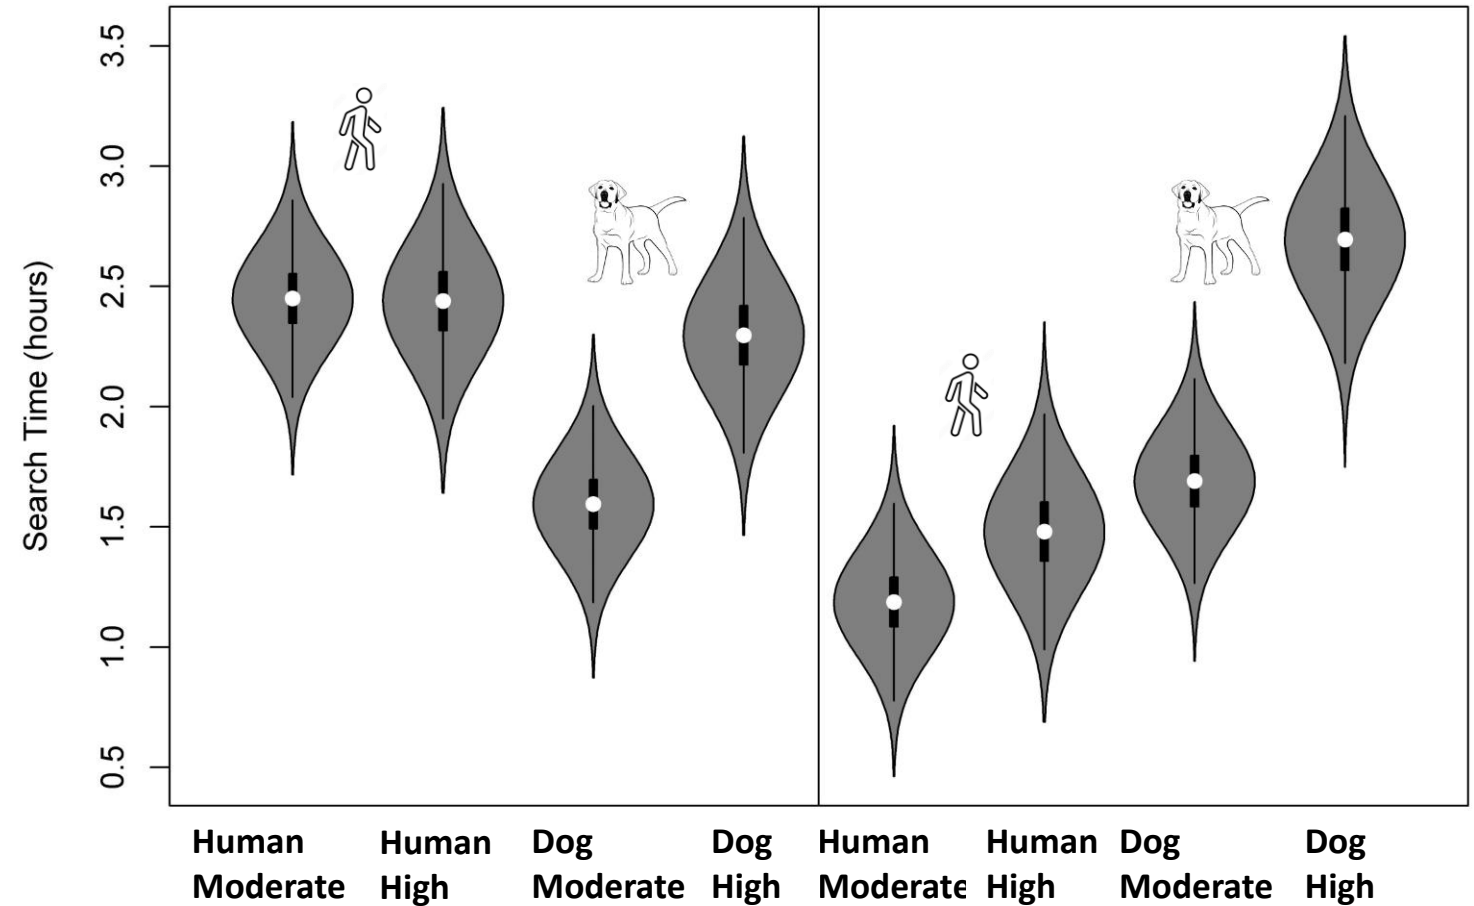 Search Time (hours)
3.5
3.0
2.5
2.0
1.5
1.0
0.5
Human Moderate
Human High
Dog Moderate
Dog High
Human Moderate
Human High
Dog Moderate
Dog High